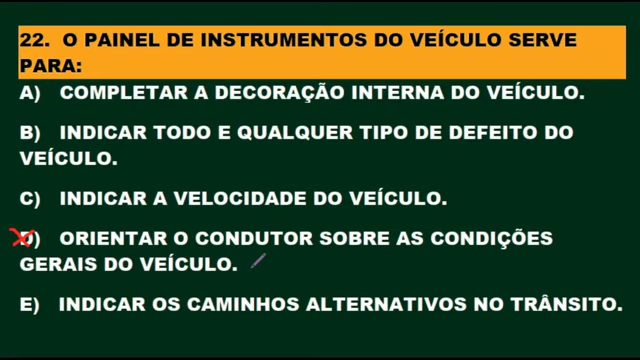 22.  O PAINEL DE INSTRUMENTOS DO VEÍCULO SERVE
PARA:
A)   COMPLETAR A DECORAÇÃO INTERNA DO VEÍCULO.
B)   INDICAR TODO E QUALQUER TIPO DE DEFEITO DO
VEÍCULO.
C)   INDICAR A VELOCIDADE DO VEÍCULO.
D)   ORIENTAR O CONDUTOR SOBRE AS CONDIÇÕES
GERAIS DO VEÍCULO.
E)   INDICAR OS CAMINHOS ALTERNATIVOS NO TRÂNSITO.